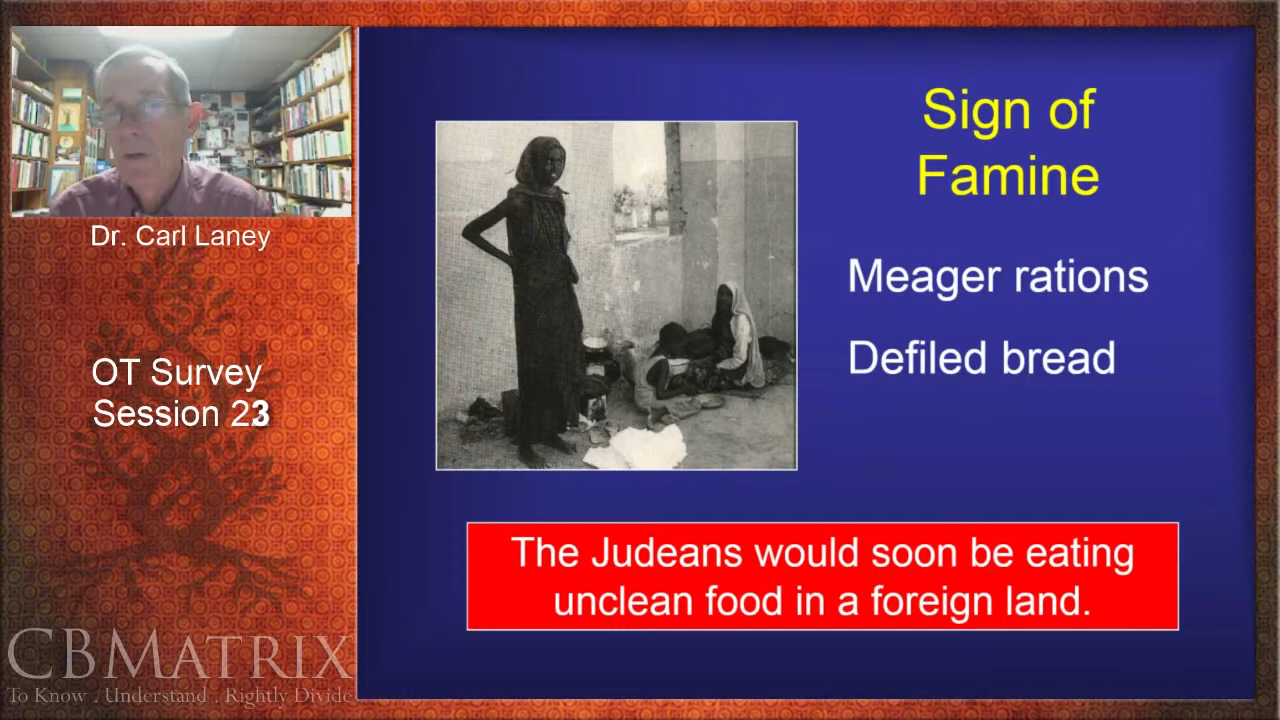 Dr. Carl Laney
OT Survey
Session 23
CBMATRIX
To Know . Understand . Rightly Divide
Sign of
Famine
Meager rations
Defiled bread
The Judeans would soon be eating
unclean food in a foreign land.